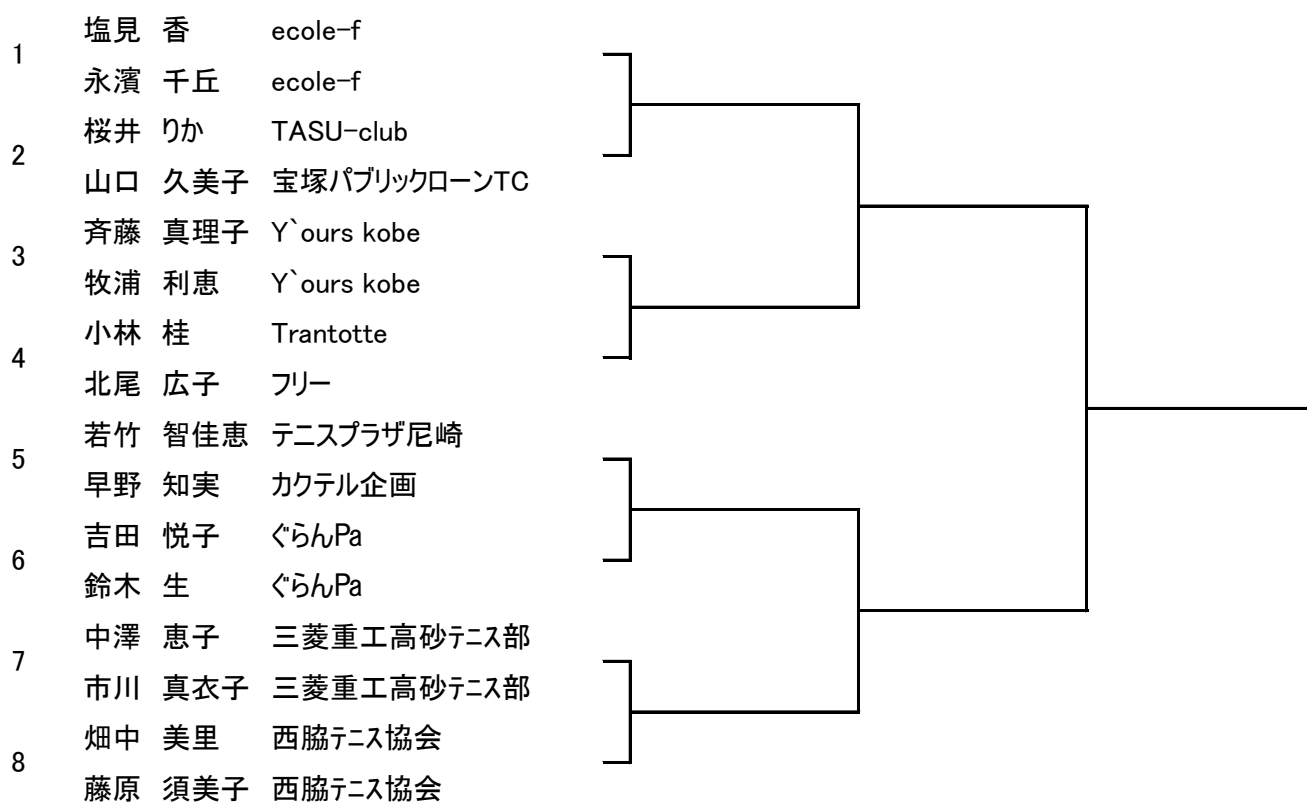 塩見 香 ecole-f
1
永濱 千丘 ecole-f
桜井 りか TASU-club
2
山口 久美子 宝塚パブリックローンTC
斉藤 真理子 Y`ours kobe
3
牧浦 利恵 Y`ours kobe
小林 桂 Trantotte
4
北尾 広子 フリー
若竹 智佳恵 テニスプラザ尼崎
5
早野 知実 カクテル企画
吉田 悦子 ぐらんPa
6
鈴木 生 ぐらんPa
中澤 恵子 三菱重工高砂テニス部
7
市川 真衣子 三菱重工高砂テニス部
畑中 美里 西脇テニス協会
8
藤原 須美子 西脇テニス協会